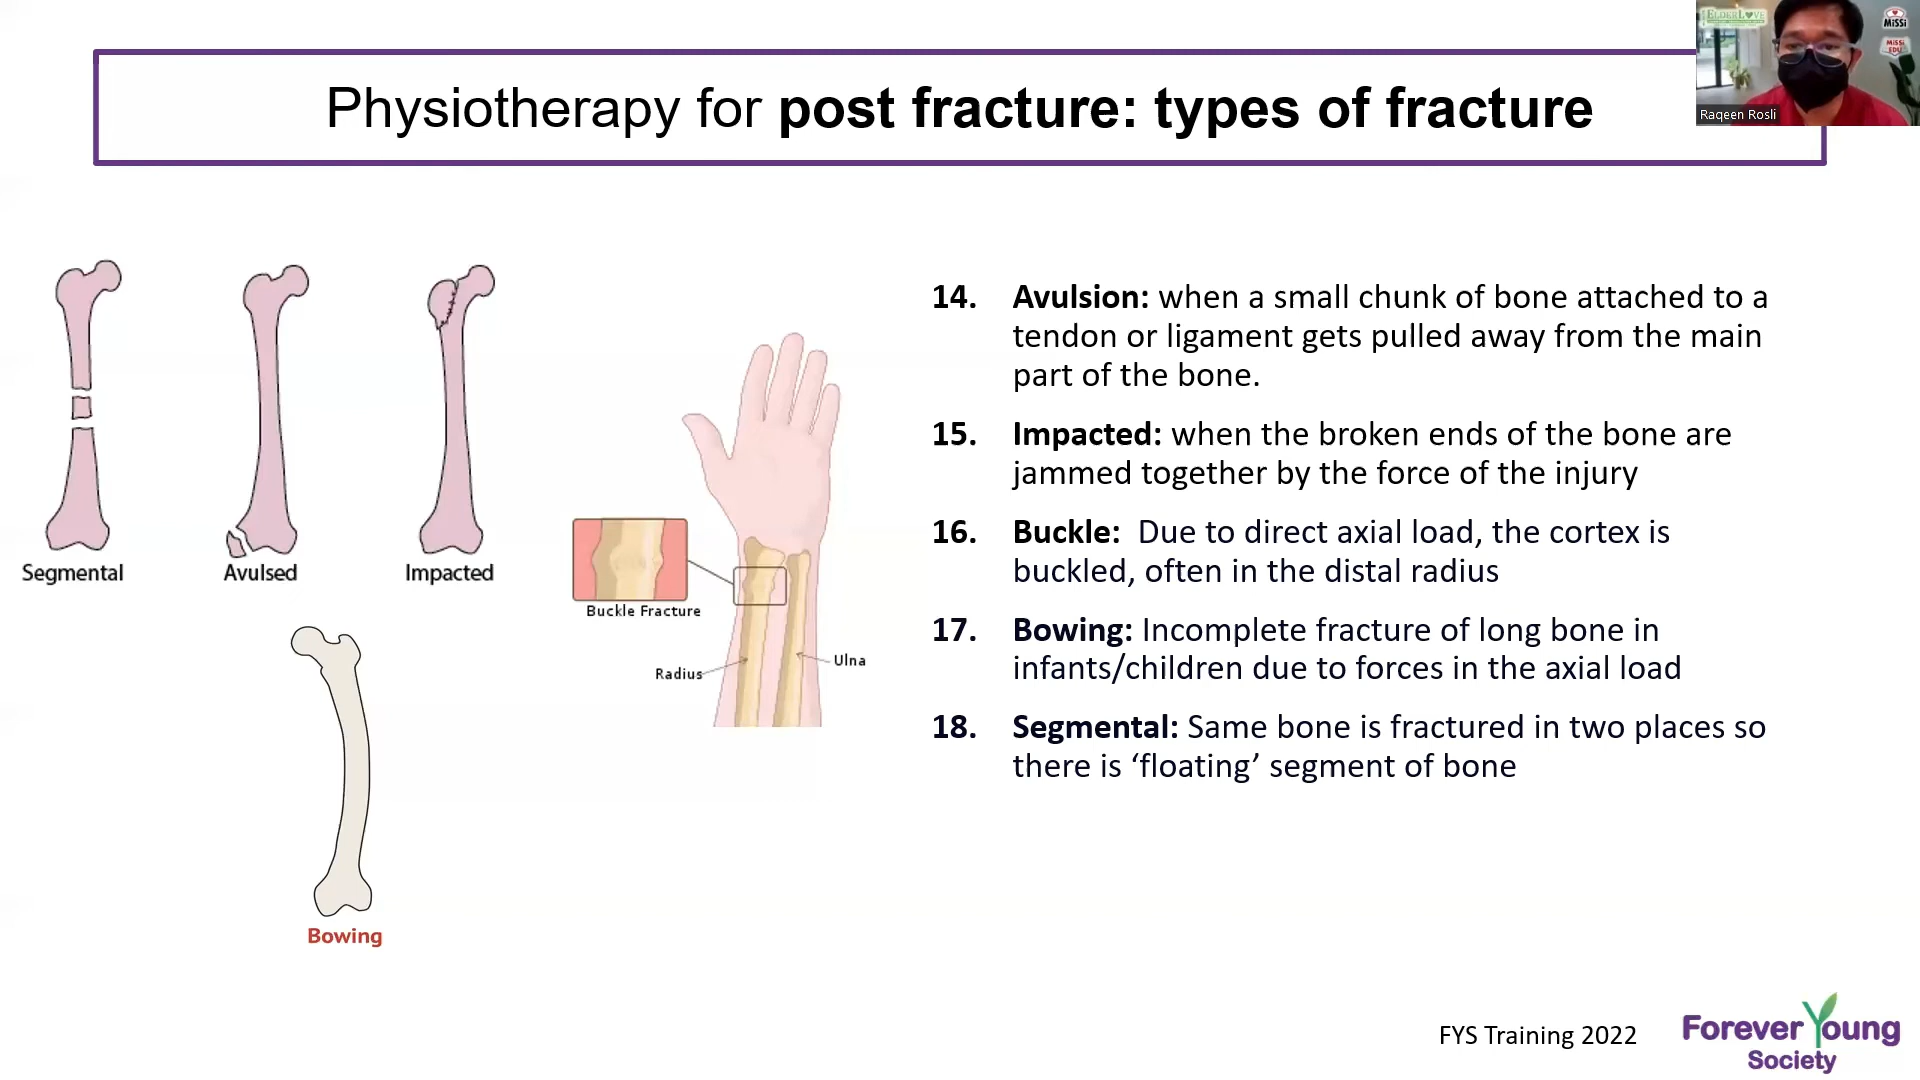 Physiotherapy for post fracture: types of fracture
ELDERLOVE
MiSSi
MiSSi
EDU
Raqeen Rosli
Segmental
Avulsed
Impacted
Buckle Fracture
Radius
Ulna
Bowing
14. Avulsion: when a small chunk of bone attached to a
tendon or ligament gets pulled away from the main
part of the bone.
15. Impacted: when the broken ends of the bone are
jammed together by the force of the injury
16. Buckle: Due to direct axial load, the cortex is
buckled, often in the distal radius
17. Bowing: Incomplete fracture of long bone in
infants/children due to forces in the axial load
18. Segmental: Same bone is fractured in two places so
there is ‘floating’ segment of bone
FYS Training 2022
Forever Young
Society